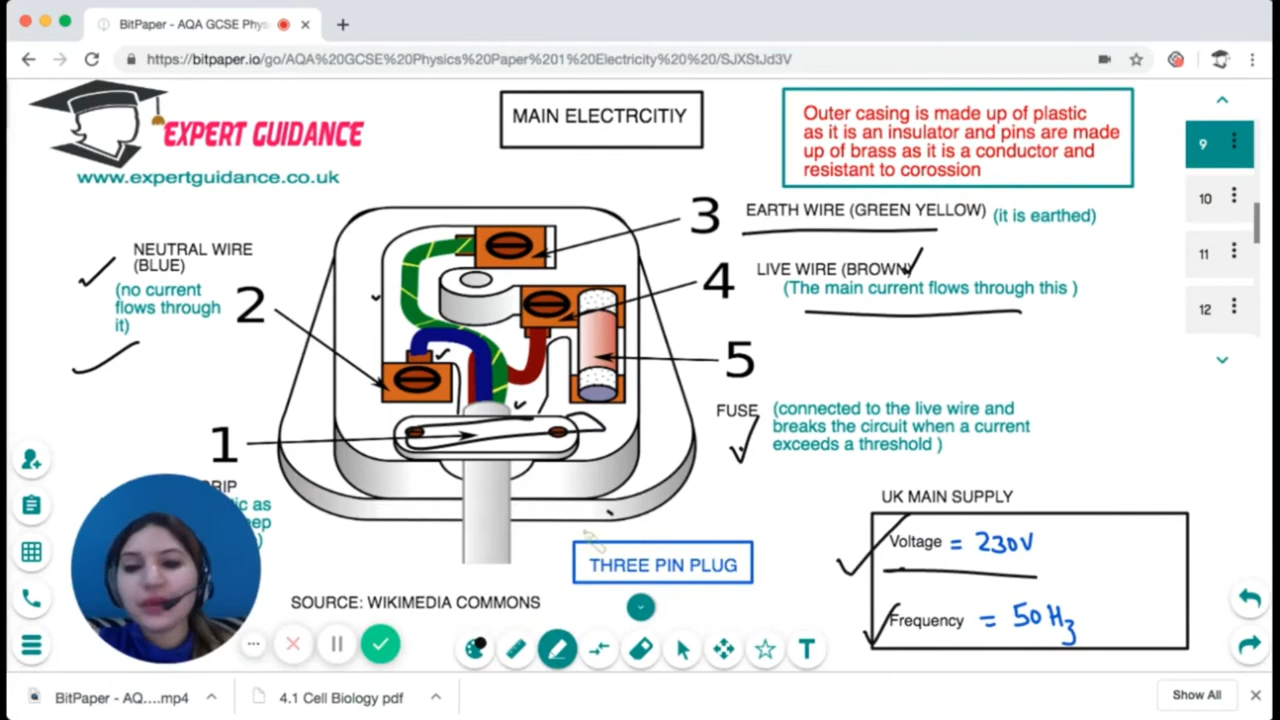 BitPaper - AQA GCSE Phys
https://bitpaper.io/go/AQA%20GCSE%20Physics%20Paper%201%20Electricity%20%20/SJXStJd3V
EXPERT GUIDANCE
www.expertguidance.co.uk
MAIN ELECTRCITIY
Outer casing is made up of plastic
as it is an insulator and pins are made
up of brass as it is a conductor and
resistant to corossion
9
10
11
12
3
EARTH WIRE (GREEN YELLOW) (it is earthed)
NEUTRAL WIRE
(BLUE)
(no current
flows through
it)
2
4
LIVE WIRE (BROWN)
(The main current flows through this )
5
FUSE
(connected to the live wire and
breaks the circuit when a current
exceeds a threshold )
1
RIP
ic as
eep
)
UK MAIN SUPPLY
Voltage = 230V
Frequency = 50Hz
THREE PIN PLUG
SOURCE: WIKIMEDIA COMMONS
T
BitPaper - AQ....mp4
4.1 Cell Biology pdf
Show All